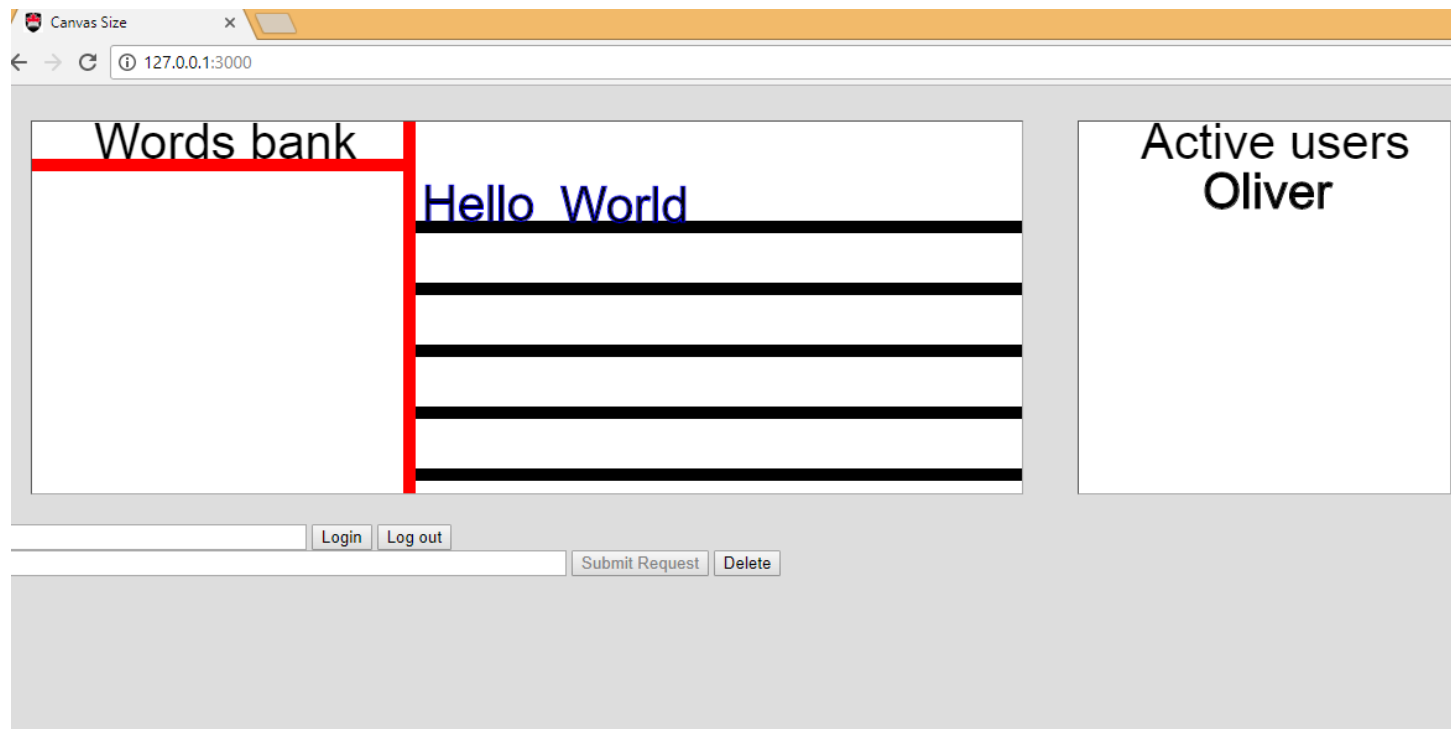 Canvas Size
127.0.0.1:3000
Words bank
Hello World
Active users
Oliver
Login Log out
Submit Request Delete